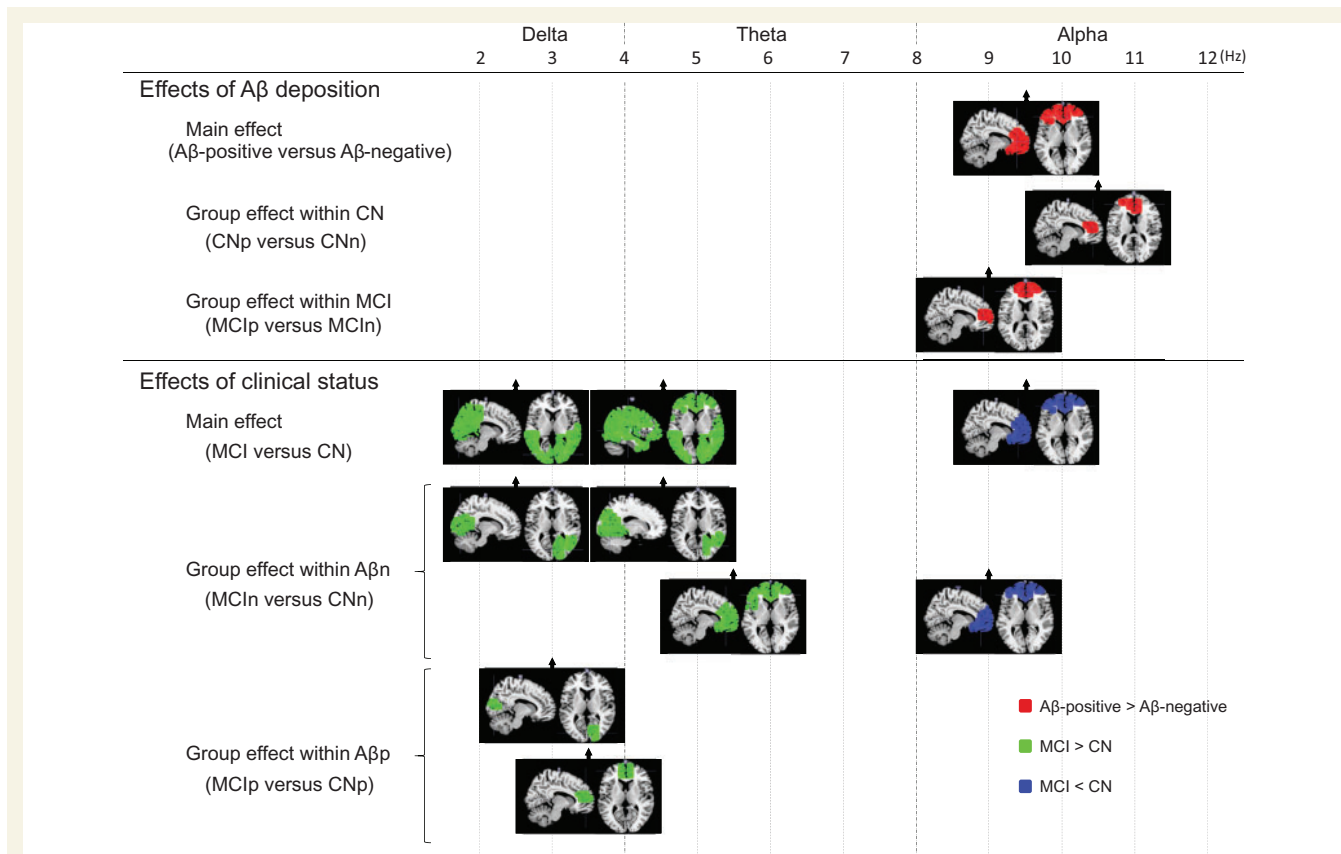 Delta Theta Alpha
2 3 4 5 6 7 8 9 10 11 12 (Hz)
Effects of Aβ deposition
Main effect
(Aβ-positive versus Aβ-negative)
Group effect within CN
(CNp versus CNn)
Group effect within MCI
(MCIp versus MCIn)
Effects of clinical status
Main effect
(MCI versus CN)
Group effect within Aβn
(MCIn versus CNn)
Group effect within Aβp
(MCIp versus CNp)
Aβ-positive > Aβ-negative
MCI > CN
MCI < CN